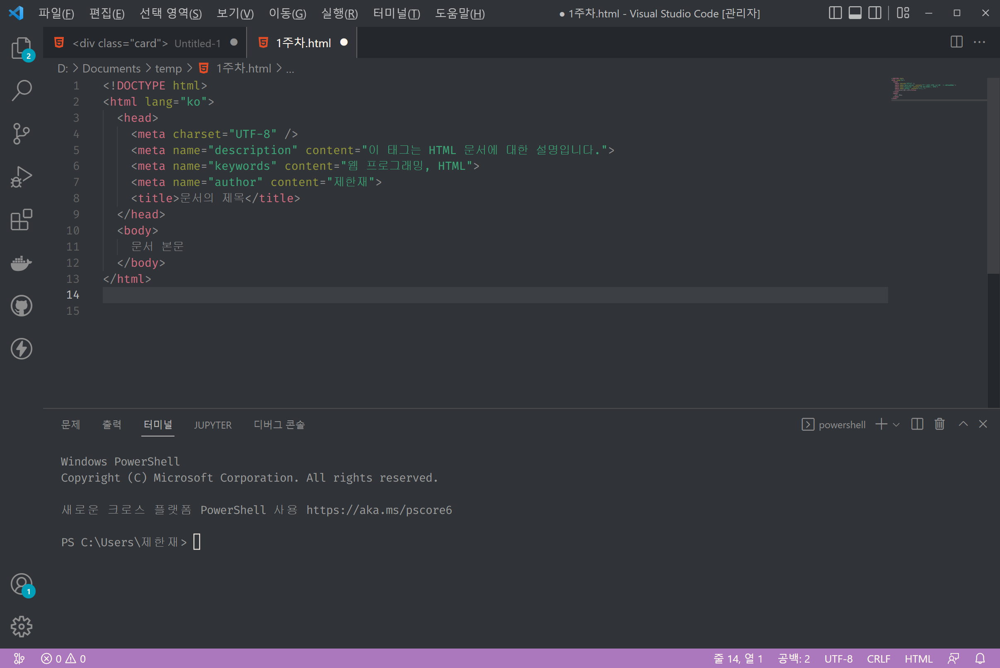 파일(F) 편집(E) 선택 영역(S) 보기(V) 이동(G) 실행(R) 터미널(T) 도움말(H) ● 1주차.html - Visual Studio Code [관리자]
<div class="card"> Untitled-1 1주차.html
2
D: > Documents > temp > 1주차.html > ...
1 <!DOCTYPE html>
2 <html lang="ko">
3 <head>
4 <meta charset="UTF-8" />
5 <meta name="description" content="이 태그는 HTML 문서에 대한 설명입니다.">
6 <meta name="keywords" content="웹 프로그래밍, HTML">
7 <meta name="author" content="제한재">
8 <title>문서의 제목</title>
9 </head>
10 <body>
11 문서 본문
12 </body>
13 </html>
14
15
문제 출력 터미널 JUPYTER 디버그 콘솔 powershell
Windows PowerShell
Copyright (C) Microsoft Corporation. All rights reserved.
새로운 크로스 플랫폼 PowerShell 사용 https://aka.ms/pscore6
PS C:\Users\제한재>
1
0 0 줄 14, 열 1 공백: 2 UTF-8 CRLF HTML